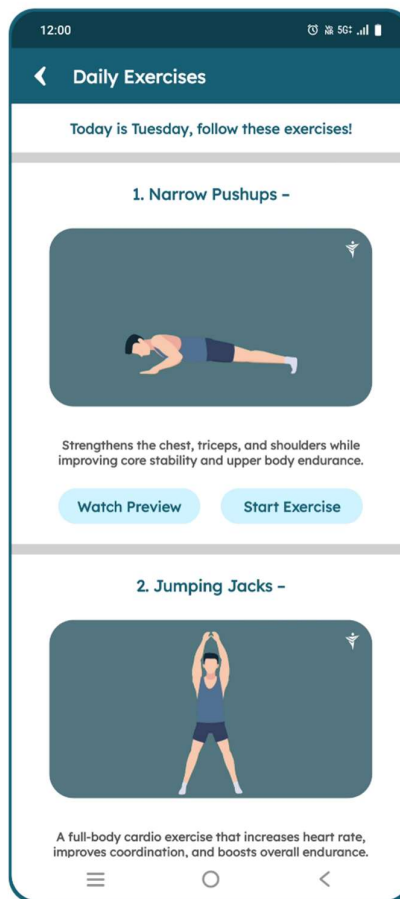 12:00
5G
Daily Exercises
Today is Tuesday, follow these exercises!
1. Narrow Pushups –
Strengthens the chest, triceps, and shoulders while
improving core stability and upper body endurance.
Watch Preview
Start Exercise
2. Jumping Jacks –
A full-body cardio exercise that increases heart rate,
improves coordination, and boosts overall endurance.